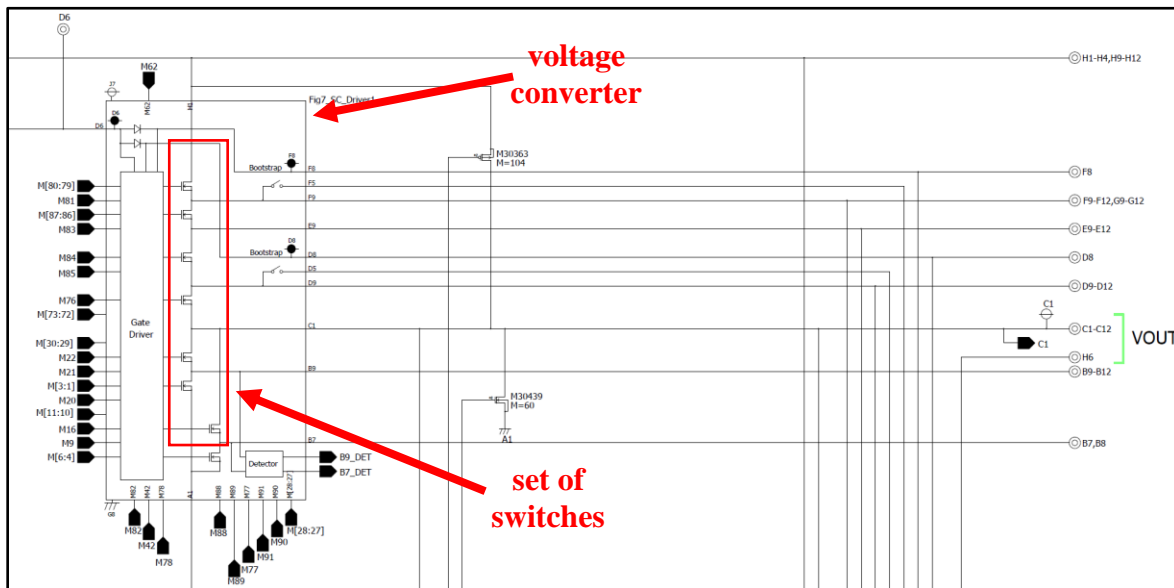 D6
voltage
converter
H1-H4,H9-H12
M62
J7
M62
H1
Fig7_SC_Driver1
D6
D6
M30363
M=104
F8
Bootstrap
F8
F8
M[80:79]
F5
M81
F9
F9-F12,G9-G12
M[87:86]
M83
E9
E9-E12
D8
Bootstrap
D8
D8
M84
M85
D5
M76
D9
D9-D12
M[73:72]
Gate
Driver
C1
C1
C1-C12
VOUT
M[30:29]
C1
M22
H6
M21
B9
B9-B12
M[3:1]
M20
M30439
M=60
M[11:10]
M16
A1
M9
B7
B7,B8
M[6:4]
Detector
B9_DET
B7_DET
set of
switches
M82
M42
M78
A1
M88
M89
M77
M91
M90
M[28:27]
G8
M82
M42
M78
M88
M89
M77
M91
M90
M[28:27]